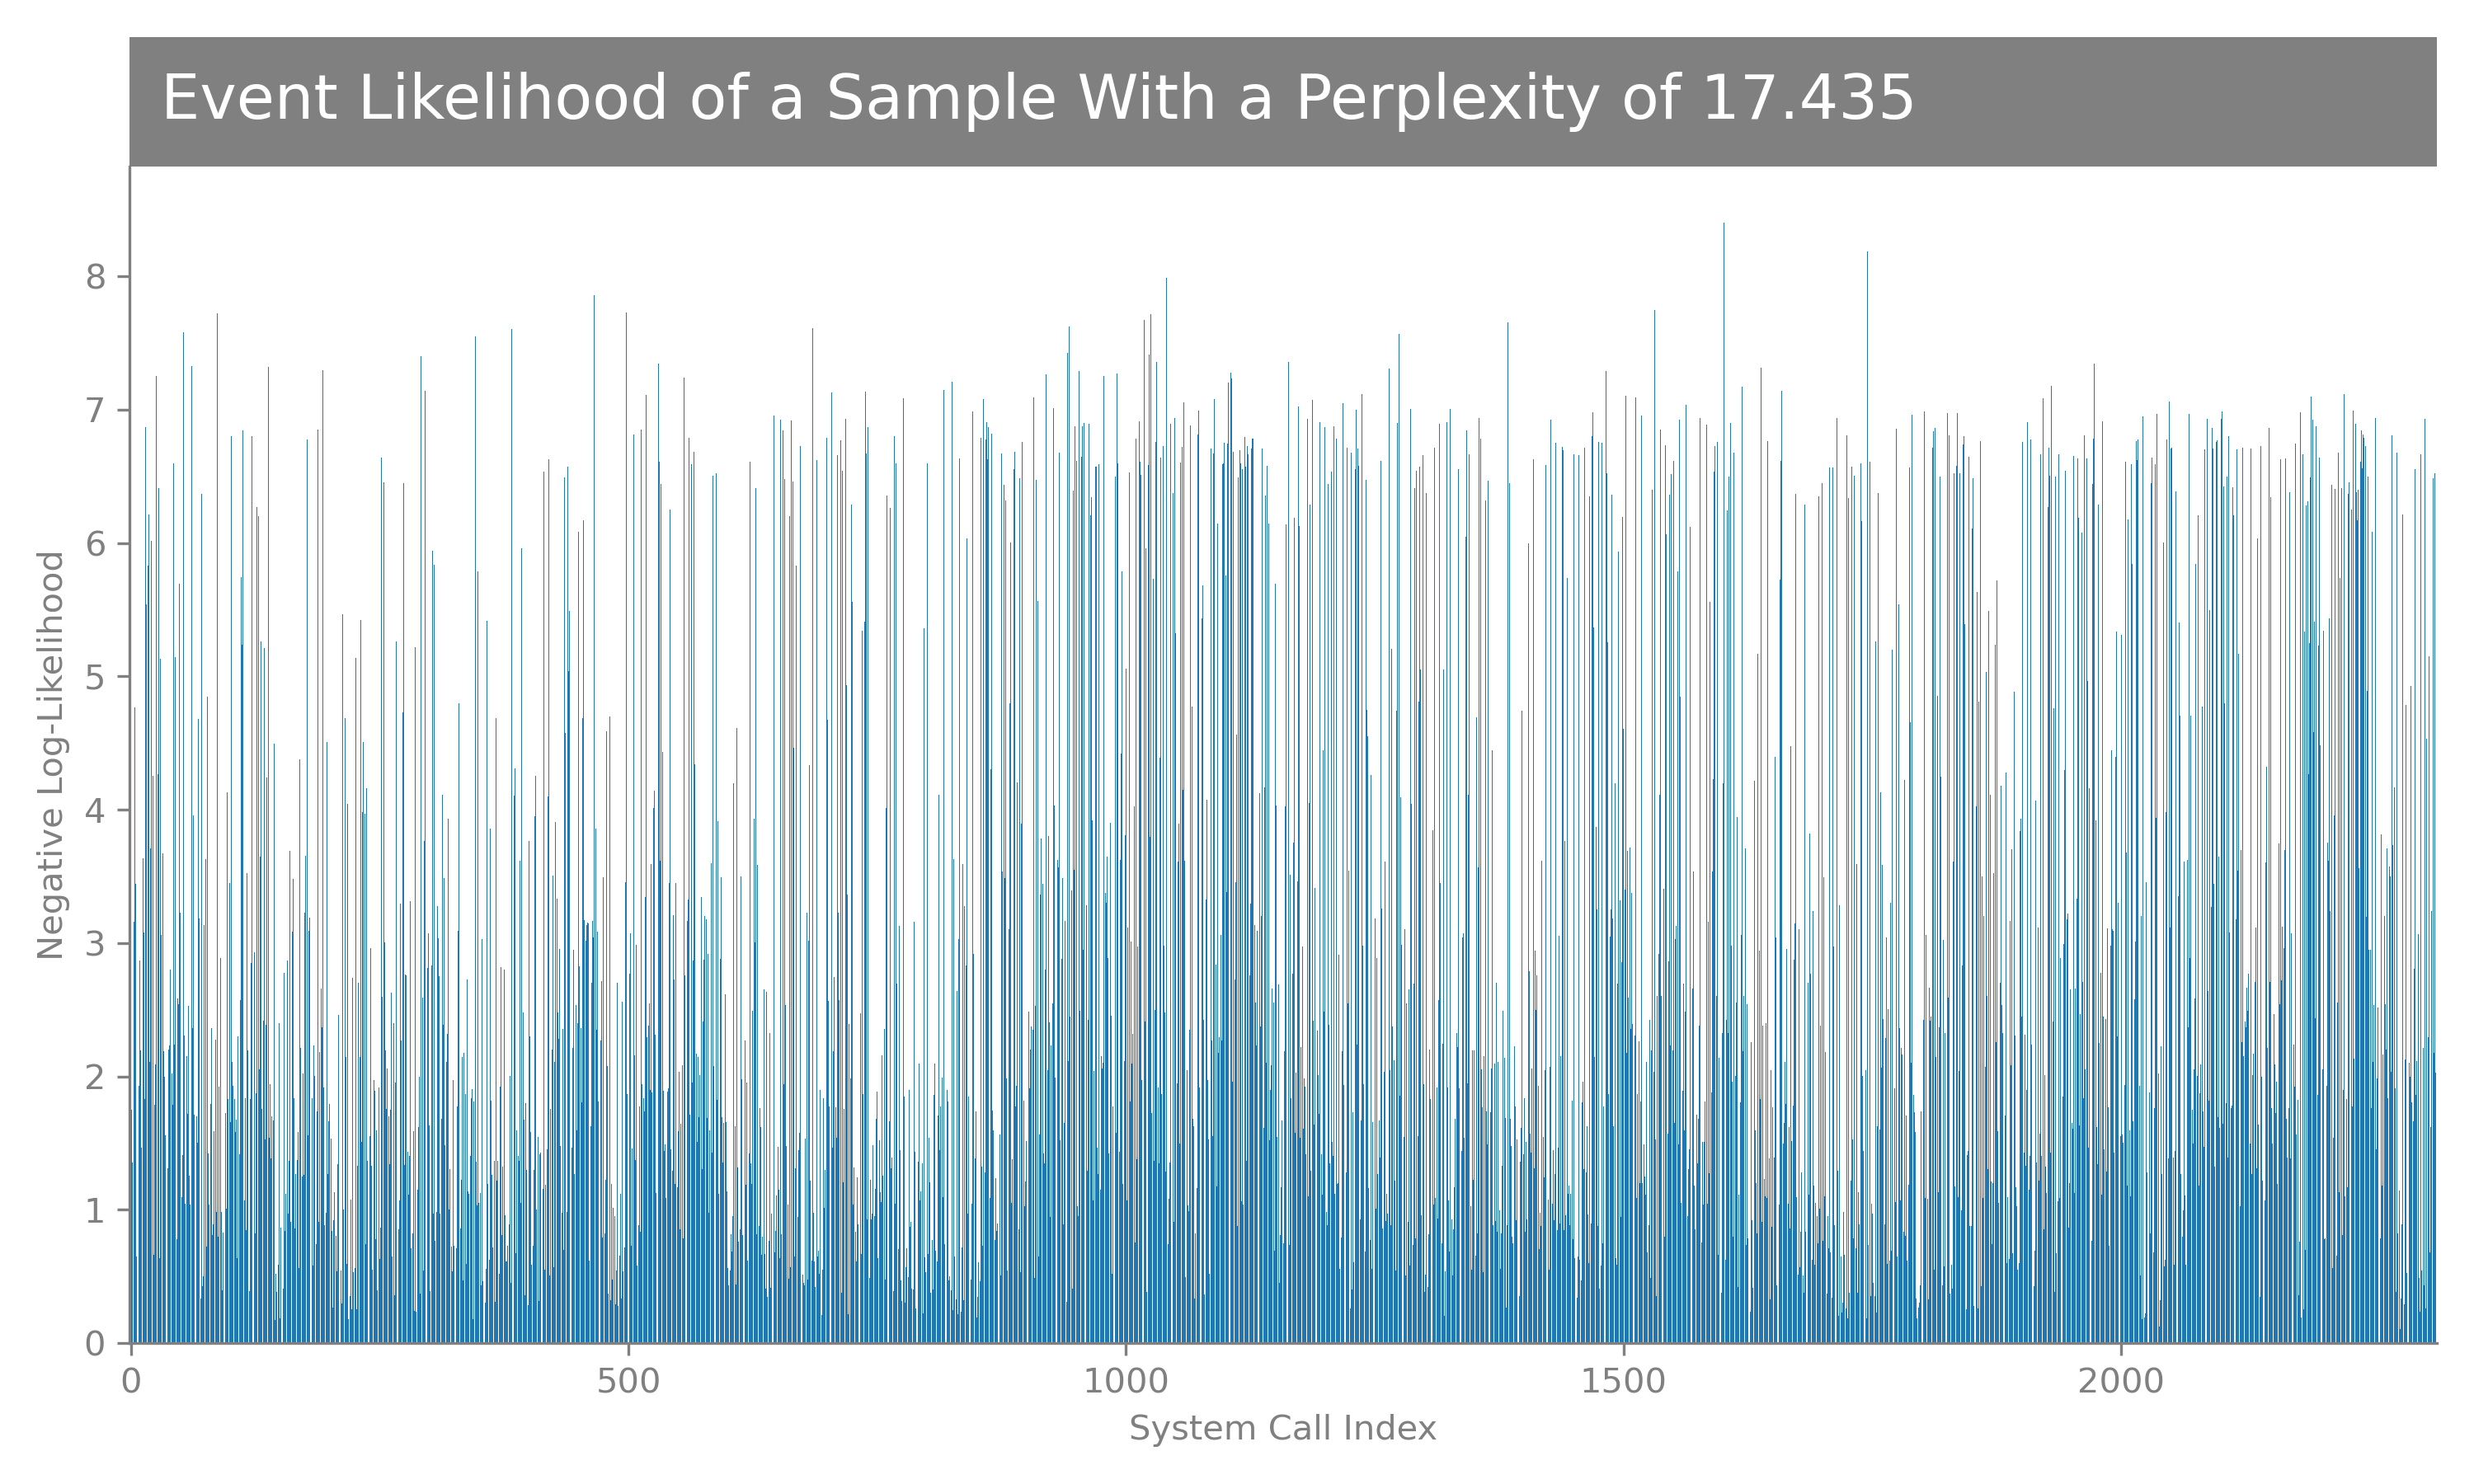 Event Likelihood of a Sample With a Perplexity of 17.435
8
7
6
5
4
3
2
1
0
Negative Log-Likelihood
0 500 1000 1500 2000
System Call Index